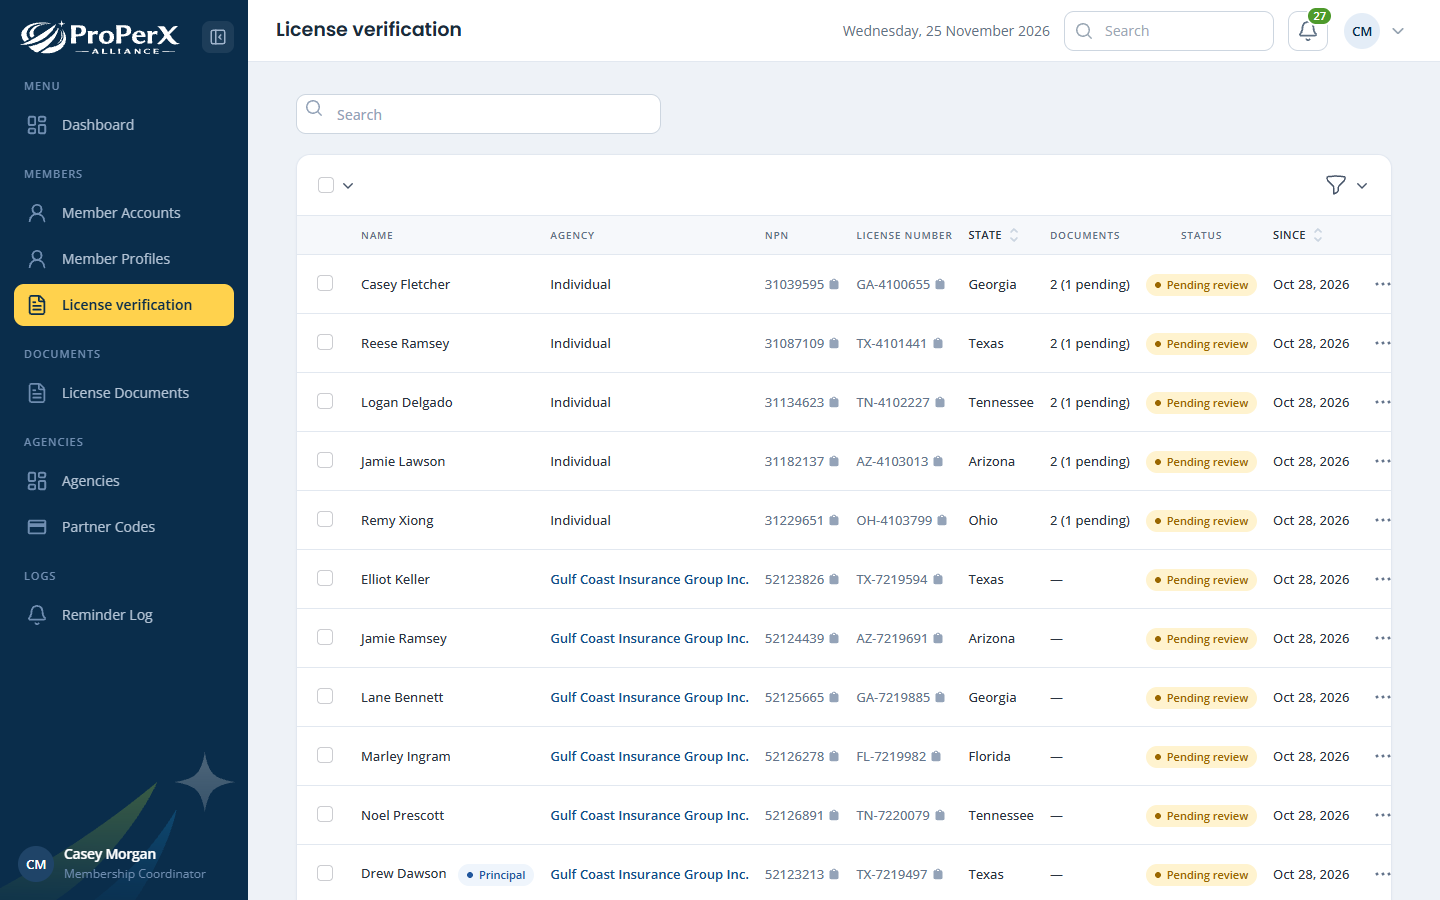 ProPerX
ALLIANCE
License verification
Wednesday, 25 November 2026
Search
27
CM
MENU
Dashboard
MEMBERS
Member Accounts
Member Profiles
License verification
DOCUMENTS
License Documents
AGENCIES
Agencies
Partner Codes
LOGS
Reminder Log
CM
Casey Morgan
Membership Coordinator
Search
NAME AGENCY NPN LICENSE NUMBER STATE DOCUMENTS STATUS SINCE
Casey Fletcher Individual 31039595 GA-4100655 Georgia 2 (1 pending) Pending review Oct 28, 2026
Reese Ramsey Individual 31087109 TX-4101441 Texas 2 (1 pending) Pending review Oct 28, 2026
Logan Delgado Individual 31134623 TN-4102227 Tennessee 2 (1 pending) Pending review Oct 28, 2026
Jamie Lawson Individual 31182137 AZ-4103013 Arizona 2 (1 pending) Pending review Oct 28, 2026
Remy Xiong Individual 31229651 OH-4103799 Ohio 2 (1 pending) Pending review Oct 28, 2026
Elliot Keller Gulf Coast Insurance Group Inc. 52123826 TX-7219594 Texas — Pending review Oct 28, 2026
Jamie Ramsey Gulf Coast Insurance Group Inc. 52124439 AZ-7219691 Arizona — Pending review Oct 28, 2026
Lane Bennett Gulf Coast Insurance Group Inc. 52125665 GA-7219885 Georgia — Pending review Oct 28, 2026
Marley Ingram Gulf Coast Insurance Group Inc. 52126278 FL-7219982 Florida — Pending review Oct 28, 2026
Noel Prescott Gulf Coast Insurance Group Inc. 52126891 TN-7220079 Tennessee — Pending review Oct 28, 2026
Drew Dawson Principal Gulf Coast Insurance Group Inc. 52123213 TX-7219497 Texas — Pending review Oct 28, 2026